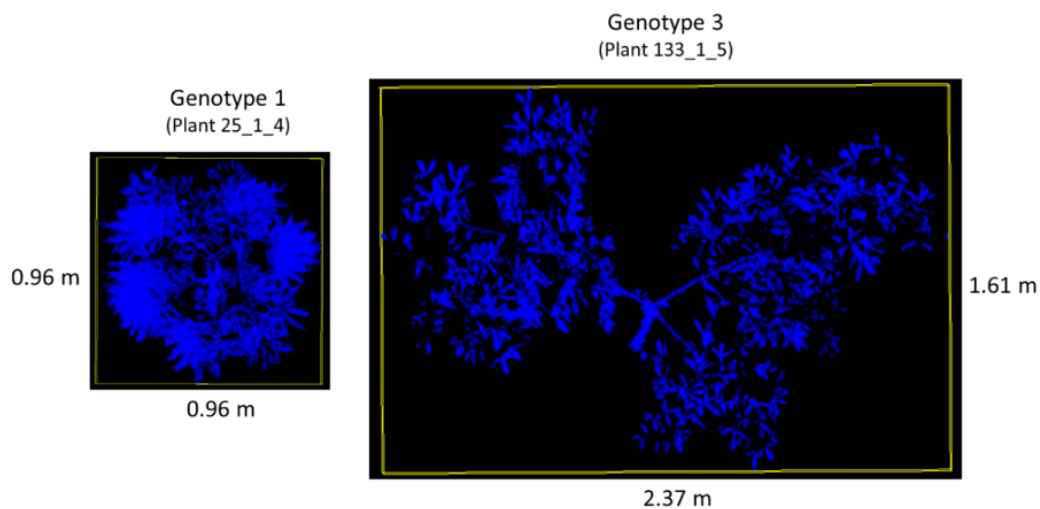 Genotype 3
(Plant 133_1_5)
Genotype 1
(Plant 25_1_4)
0.96 m
0.96 m
1.61 m
2.37 m